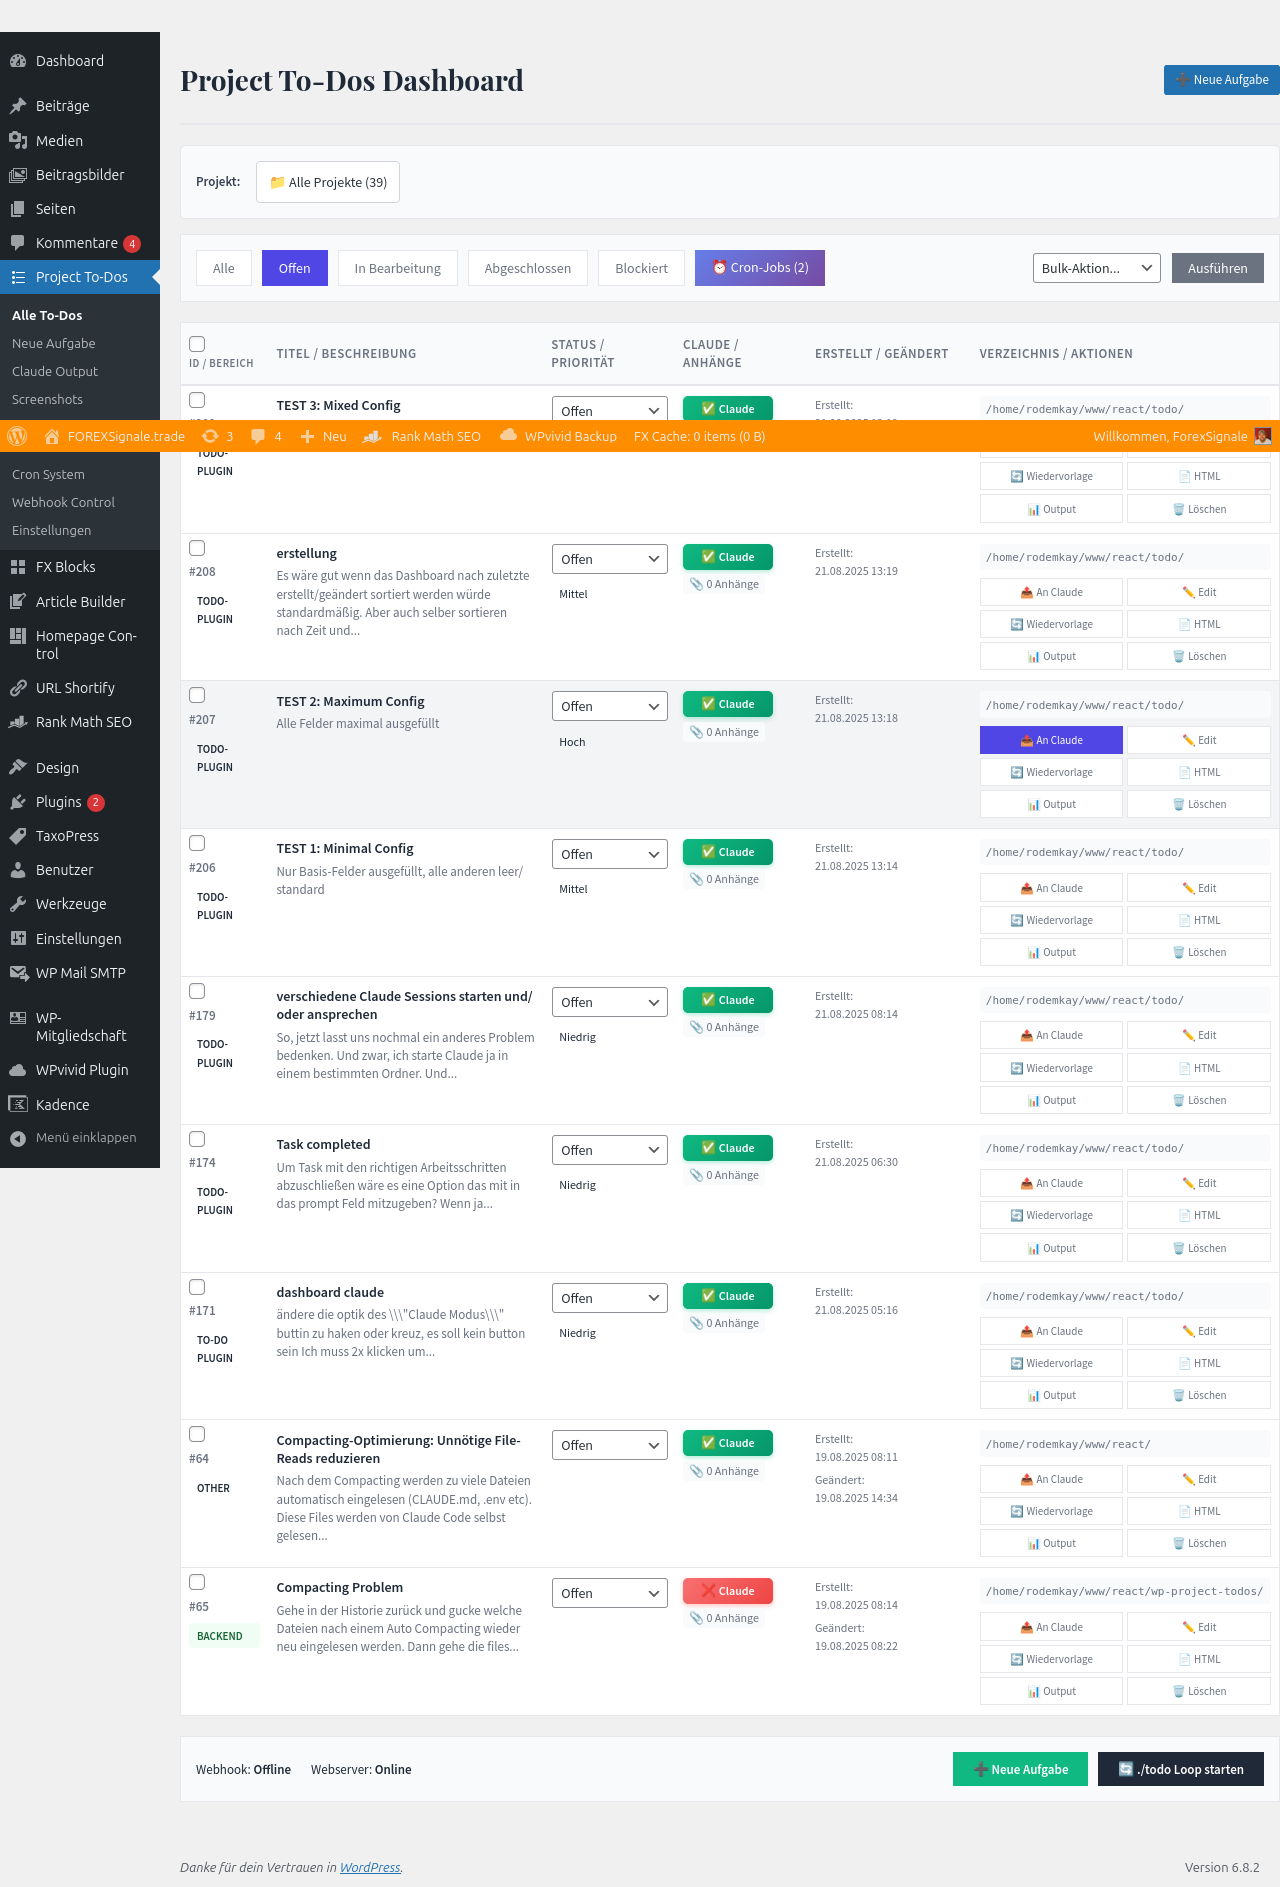 Dashboard
Beiträge
Medien
Beitragsbilder
Seiten
Kommentare 4
Project To-Dos
Alle To-Dos
Neue Aufgabe
Claude Output
Screenshots
FOREXSignale.trade 3 4 Neu Rank Math SEO WPvivid Backup FX Cache: 0 items (0 B) Willkommen, ForexSignale
Cron System
Webhook Control
Einstellungen
FX Blocks
Article Builder
Homepage Con-
trol
URL Shortify
Rank Math SEO
Design
Plugins 2
TaxoPress
Benutzer
Werkzeuge
Einstellungen
WP Mail SMTP
WP-
Mitgliedschaft
WPvivid Plugin
Kadence
Menü einklappen
Project To-Dos Dashboard
➕ Neue Aufgabe
Projekt: 📁 Alle Projekte (39)
Alle Offen In Bearbeitung Abgeschlossen Blockiert ⏰ Cron-Jobs (2) Bulk-Aktion... Ausführen
ID / BEREICH TITEL / BESCHREIBUNG STATUS / PRIORITÄT CLAUDE / ANHÄNGE ERSTELLT / GEÄNDERT VERZEICHNIS / AKTIONEN
TEST 3: Mixed Config Offen ✅ Claude Erstellt: /home/rodemkay/www/react/todo/
TODO-
PLUGIN
🔄 Wiedervorlage 📄 HTML
📊 Output 🗑️ Löschen
#208
TODO-
PLUGIN
erstellung
Es wäre gut wenn das Dashboard nach zuletzte
erstellt/geändert sortiert werden würde
standardmäßig. Aber auch selber sortieren
nach Zeit und...
Offen
Mittel
✅ Claude
📎 0 Anhänge
Erstellt:
21.08.2025 13:19
/home/rodemkay/www/react/todo/
📤 An Claude ✏️ Edit
🔄 Wiedervorlage 📄 HTML
📊 Output 🗑️ Löschen
#207
TODO-
PLUGIN
TEST 2: Maximum Config
Alle Felder maximal ausgefüllt
Offen
Hoch
✅ Claude
📎 0 Anhänge
Erstellt:
21.08.2025 13:18
/home/rodemkay/www/react/todo/
📤 An Claude ✏️ Edit
🔄 Wiedervorlage 📄 HTML
📊 Output 🗑️ Löschen
#206
TODO-
PLUGIN
TEST 1: Minimal Config
Nur Basis-Felder ausgefüllt, alle anderen leer/
standard
Offen
Mittel
✅ Claude
📎 0 Anhänge
Erstellt:
21.08.2025 13:14
/home/rodemkay/www/react/todo/
📤 An Claude ✏️ Edit
🔄 Wiedervorlage 📄 HTML
📊 Output 🗑️ Löschen
#179
TODO-
PLUGIN
verschiedene Claude Sessions starten und/
oder ansprechen
So, jetzt lasst uns nochmal ein anderes Problem
bedenken. Und zwar, ich starte Claude ja in
einem bestimmten Ordner. Und...
Offen
Niedrig
✅ Claude
📎 0 Anhänge
Erstellt:
21.08.2025 08:14
/home/rodemkay/www/react/todo/
📤 An Claude ✏️ Edit
🔄 Wiedervorlage 📄 HTML
📊 Output 🗑️ Löschen
#174
TODO-
PLUGIN
Task completed
Um Task mit den richtigen Arbeitsschritten
abzuschließen wäre es eine Option das mit in
das prompt Feld mitzugeben? Wenn ja...
Offen
Niedrig
✅ Claude
📎 0 Anhänge
Erstellt:
21.08.2025 06:30
/home/rodemkay/www/react/todo/
📤 An Claude ✏️ Edit
🔄 Wiedervorlage 📄 HTML
📊 Output 🗑️ Löschen
#171
TO-DO
PLUGIN
dashboard claude
ändere die optik des \\\"Claude Modus\\\"
buttin zu haken oder kreuz, es soll kein button
sein Ich muss 2x klicken um...
Offen
Niedrig
✅ Claude
📎 0 Anhänge
Erstellt:
21.08.2025 05:16
/home/rodemkay/www/react/todo/
📤 An Claude ✏️ Edit
🔄 Wiedervorlage 📄 HTML
📊 Output 🗑️ Löschen
#64
OTHER
Compacting-Optimierung: Unnötige File-
Reads reduzieren
Nach dem Compacting werden zu viele Dateien
automatisch eingelesen (CLAUDE.md, .env etc).
Diese Files werden von Claude Code selbst
gelesen...
Offen
✅ Claude
📎 0 Anhänge
Erstellt:
19.08.2025 08:11
Geändert:
19.08.2025 14:34
/home/rodemkay/www/react/
📤 An Claude ✏️ Edit
🔄 Wiedervorlage 📄 HTML
📊 Output 🗑️ Löschen
#65
BACKEND
Compacting Problem
Gehe in der Historie zurück und gucke welche
Dateien nach einem Auto Compacting wieder
neu eingelesen werden. Dann gehe die files...
Offen
❌ Claude
📎 0 Anhänge
Erstellt:
19.08.2025 08:14
Geändert:
19.08.2025 08:22
/home/rodemkay/www/react/wp-project-todos/
📤 An Claude ✏️ Edit
🔄 Wiedervorlage 📄 HTML
📊 Output 🗑️ Löschen
Webhook: Offline Webserver: Online ➕ Neue Aufgabe 🔄 ./todo Loop starten
Danke für dein Vertrauen in WordPress. Version 6.8.2